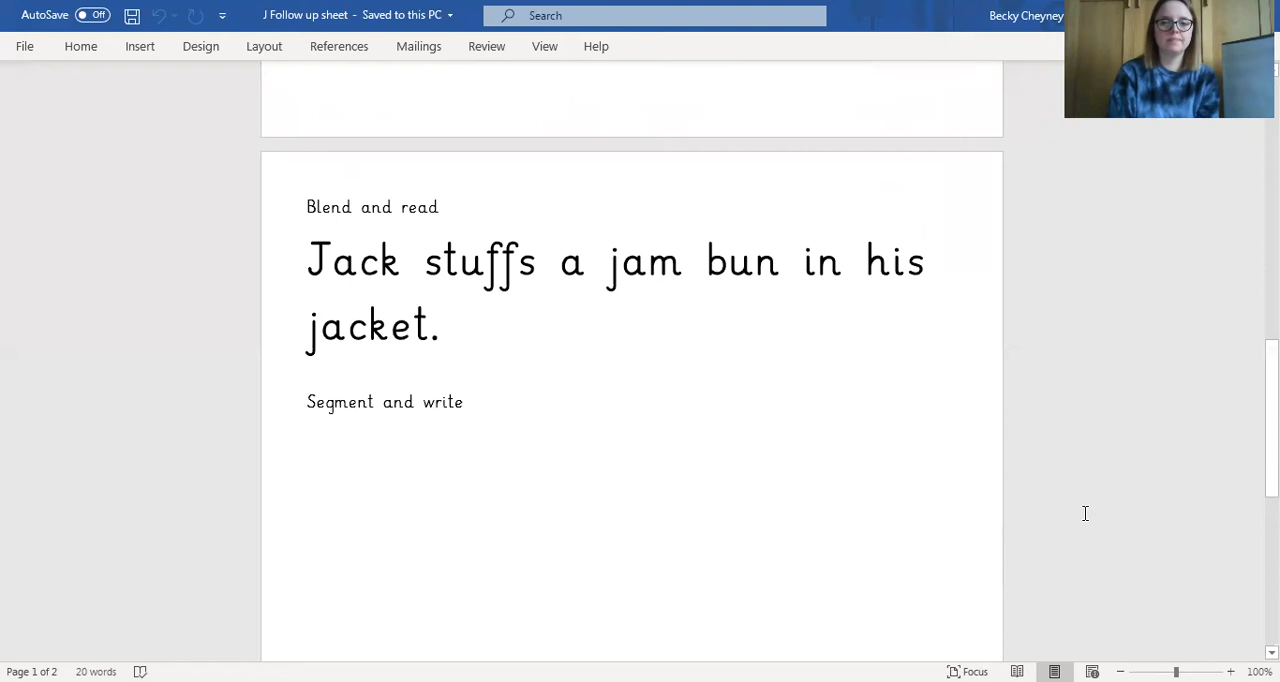 AutoSave Off J Follow up sheet - Saved to this PC Search Becky Cheyney
File Home Insert Design Layout References Mailings Review View Help
Blend and read
Jack stuffs a jam bun in his
jacket.
Segment and write
Page 1 of 2 20 words Focus 100%